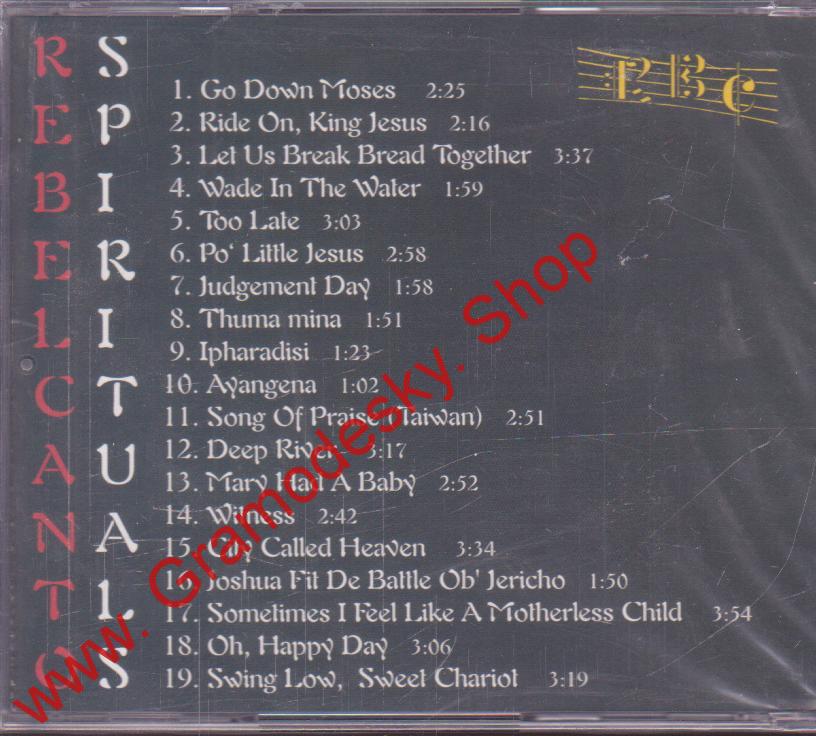 REBELCANTO
SPIRITUALS
RBC
1. Go Down Moses 2:25
2. Ride On, King Jesus 2:16
3. Let Us Break Bread Together 3:37
4. Wade In The Water 1:59
5. Too Late 3:03
6. Po' Little Jesus 2:58
7. Judgement Day 1:58
8. Thuma mina 1:51
9. Ipharadisi 1:23
10. Ayangena 1:02
11. Song Of Praise (Taiwan) 2:51
12. Deep River 3:17
13. Mary Had A Baby 2:52
14. Witness 2:42
15. City Called Heaven 3:34
16. Joshua Fit De Battle Ob' Jericho 1:50
17. Sometimes I Feel Like A Motherless Child 3:54
18. Oh, Happy Day 3:06
19. Swing Low, Sweet Chariot 3:19
www. Gramodesky. Shop